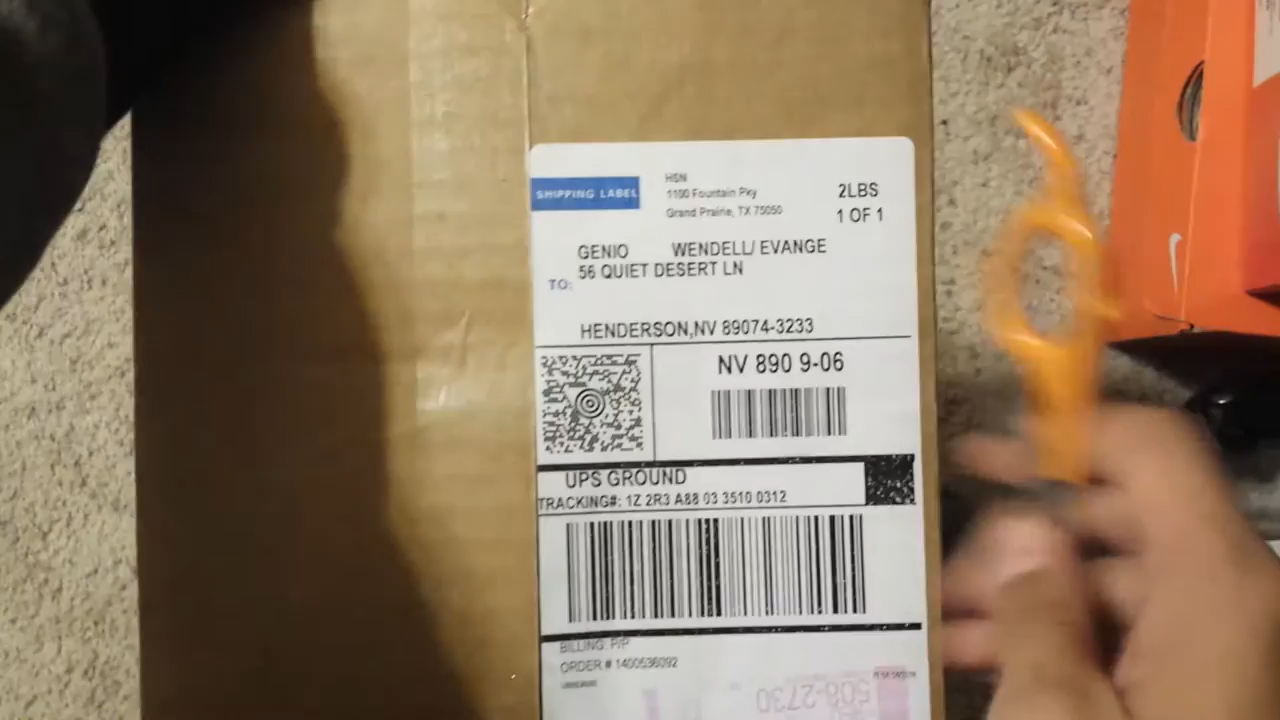 SHIPPING LABEL
HSN
1100 Fountain Pky
Grand Prairie, TX 75050
2LBS
1 OF 1
GENIO WENDELL/ EVANGE
56 QUIET DESERT LN
TO:
HENDERSON,NV 89074-3233
NV 890 9-06
UPS GROUND
TRACKING#: 1Z 2R3 A88 03 3510 0312
BILLING: P/P
ORDER # 1400536092
508-2730